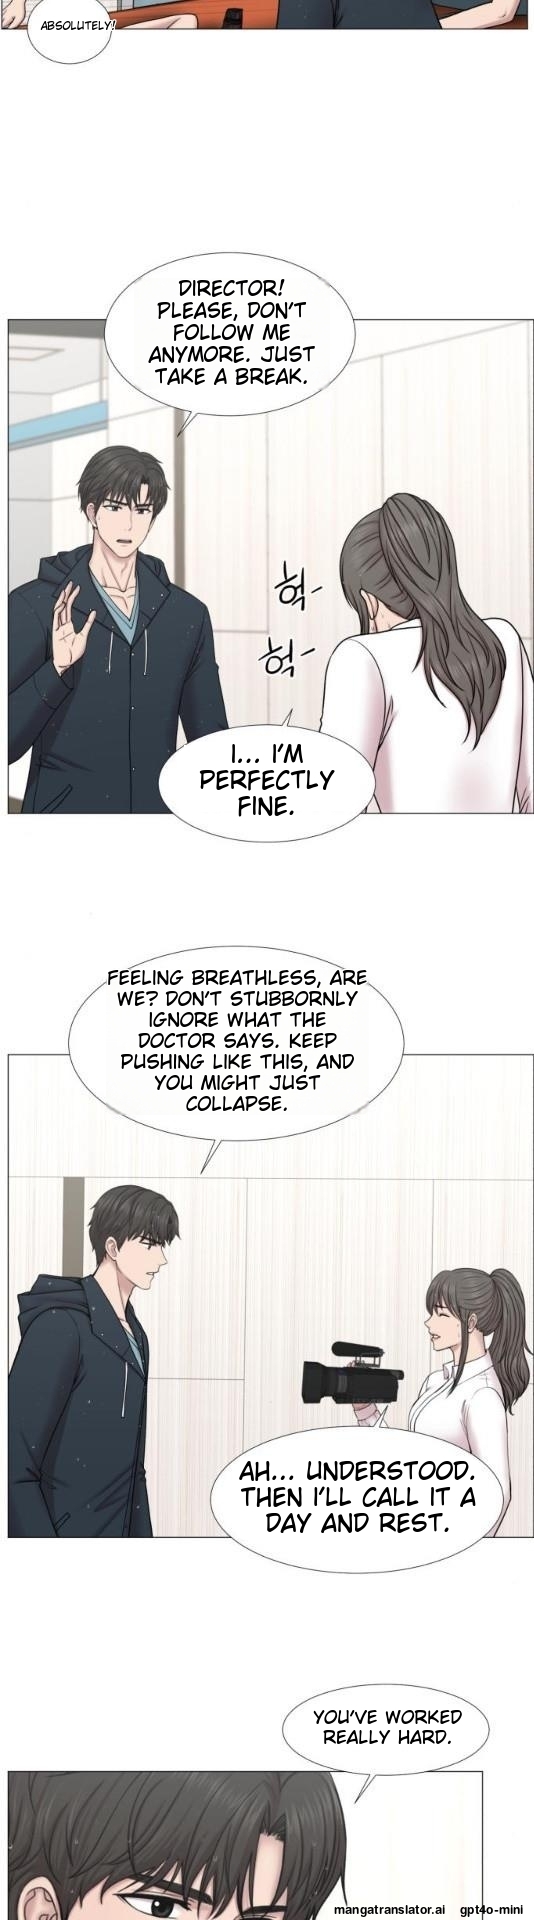 ABSOLUTELY!
DIRECTOR!
PLEASE, DON'T
FOLLOW ME
ANYMORE. JUST
TAKE A BREAK.
헉-
헉-
I... I'M
PERFECTLY
FINE.
FEELING BREATHLESS, ARE
WE? DON'T STUBBORNLY
IGNORE WHAT THE
DOCTOR SAYS. KEEP
PUSHING LIKE THIS, AND
YOU MIGHT JUST
COLLAPSE.
AH... UNDERSTOOD.
THEN I'LL CALL IT A
DAY AND REST.
YOU'VE WORKED
REALLY HARD.
mangatranslator.ai gpt4o-mini